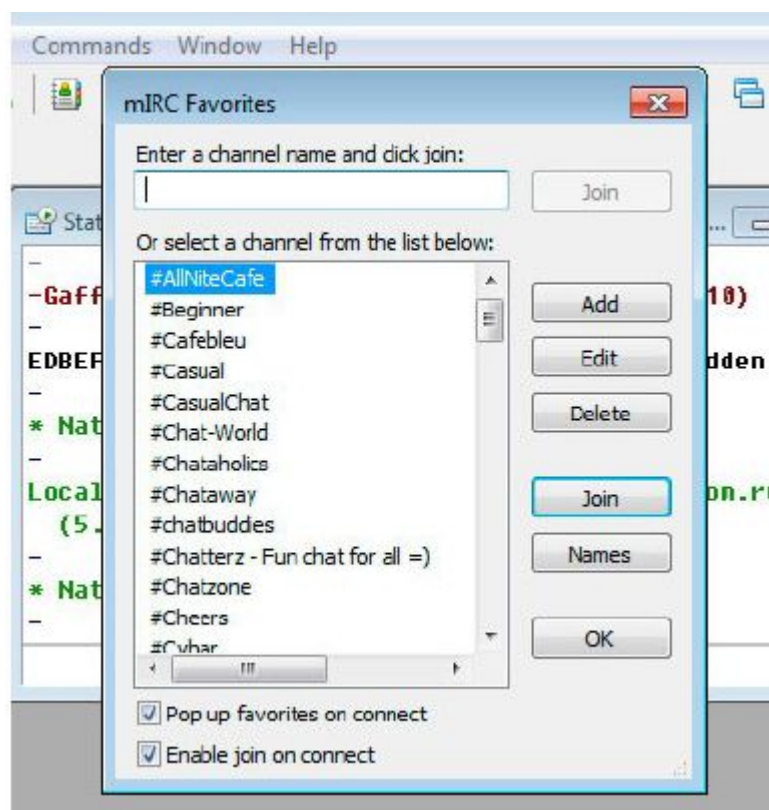 Commands Window Help
mIRC Favorites
Enter a channel name and click join:
Join
Stat
...
Or select a channel from the list below:
#AllNiteCafe
#Beginner
#Cafebleu
#Casual
#CasualChat
#Chat-World
#Chataholics
#Chataway
#chatbuddies
#Chatterz - Fun chat for all =)
#Chatzone
#Cheers
#Cybar
Add
Edit
Delete
Join
Names
OK
Pop up favorites on connect
Enable join on connect
-
-Gaff
10)
-
EDBEF
dden
-
* Nat
-
Local
on.ru
(5.
-
* Nat
-